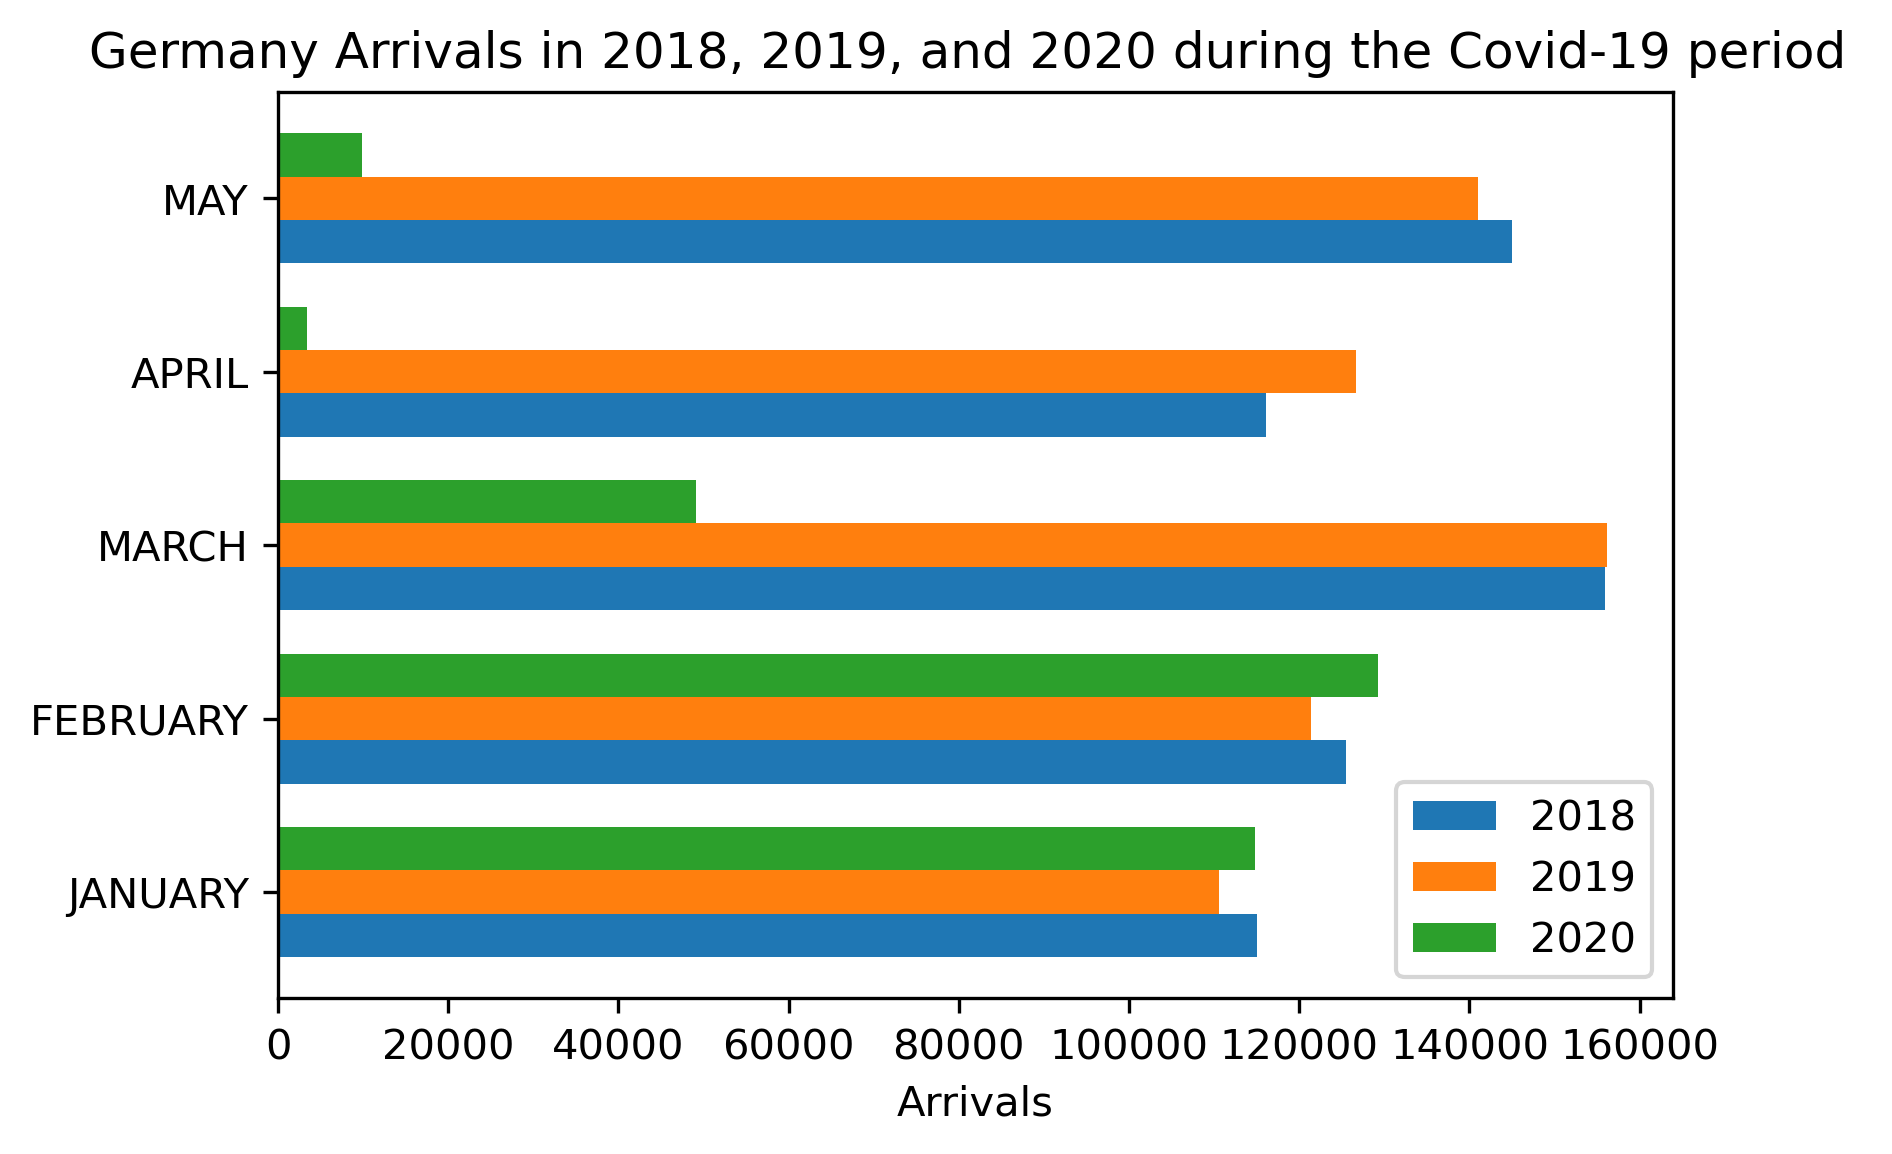 Germany Arrivals in 2018, 2019, and 2020 during the Covid-19 period
MAY
APRIL
MARCH
FEBRUARY
JANUARY
2018
2019
2020
0 20000 40000 60000 80000 100000 120000 140000 160000
Arrivals